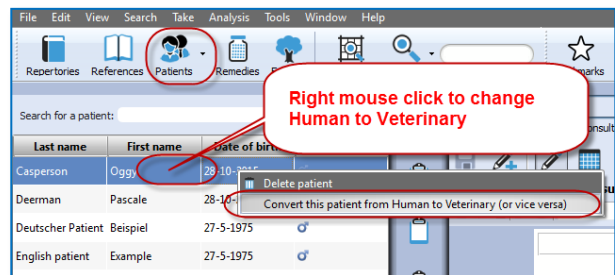 File Edit View Search Take Analysis Tools Window Help
Repertories References Patients Remedies
Search for a patient:
Right mouse click to change
Human to Veterinary
Last name First name Date of birth
Casperson Oggy 28-10-2015
Delete patient
Convert this patient from Human to Veterinary (or vice versa)
Deerman Pascale 28-10-
Deutscher Patient Beispiel 27-5-1975
English patient Example 27-5-1975